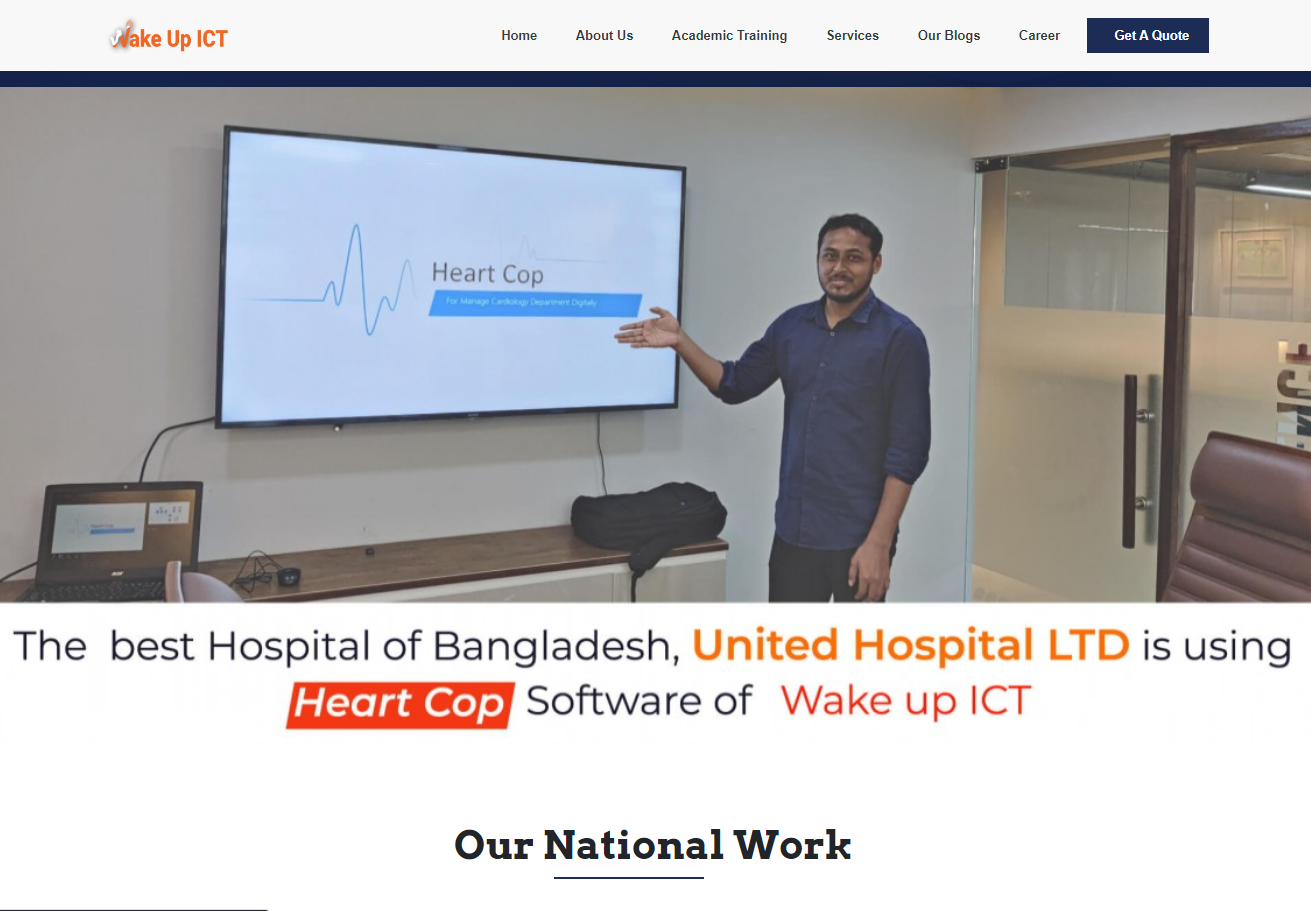 Wake Up ICT
Home About Us Academic Training Services Our Blogs Career Get A Quote
Heart Cop
For Manage Cardiology Department Digitally
Heart Cop
The best Hospital of Bangladesh, United Hospital LTD is using
Heart Cop Software of Wake up ICT
Our National Work